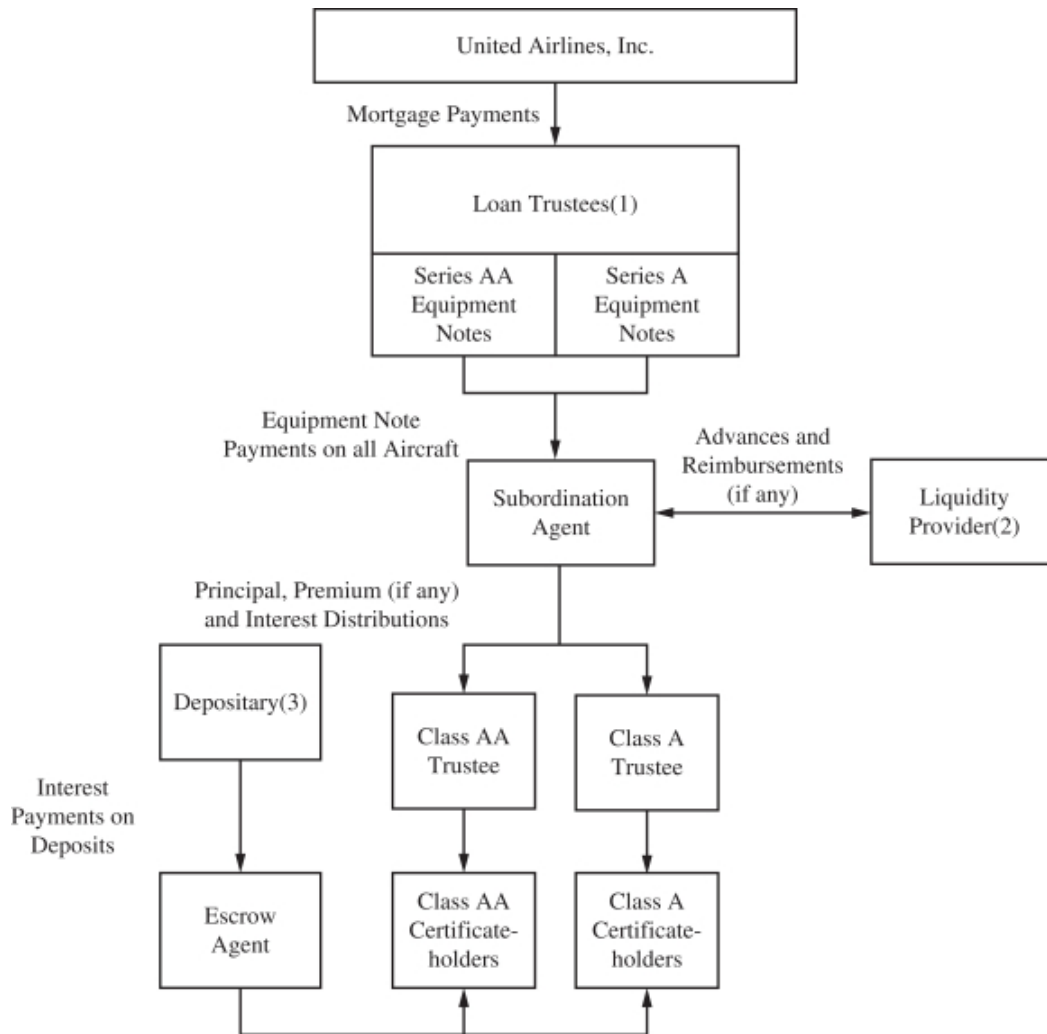 United Airlines, Inc.
Mortgage Payments
Loan Trustees(1)
Series AA
Equipment
Notes
Series A
Equipment
Notes
Equipment Note
Payments on all Aircraft
Advances and
Reimbursements
(if any)
Subordination
Agent
Liquidity
Provider(2)
Principal, Premium (if any)
and Interest Distributions
Depositary(3)
Class AA
Trustee
Class A
Trustee
Interest
Payments on
Deposits
Escrow
Agent
Class AA
Certificate-
holders
Class A
Certificate-
holders